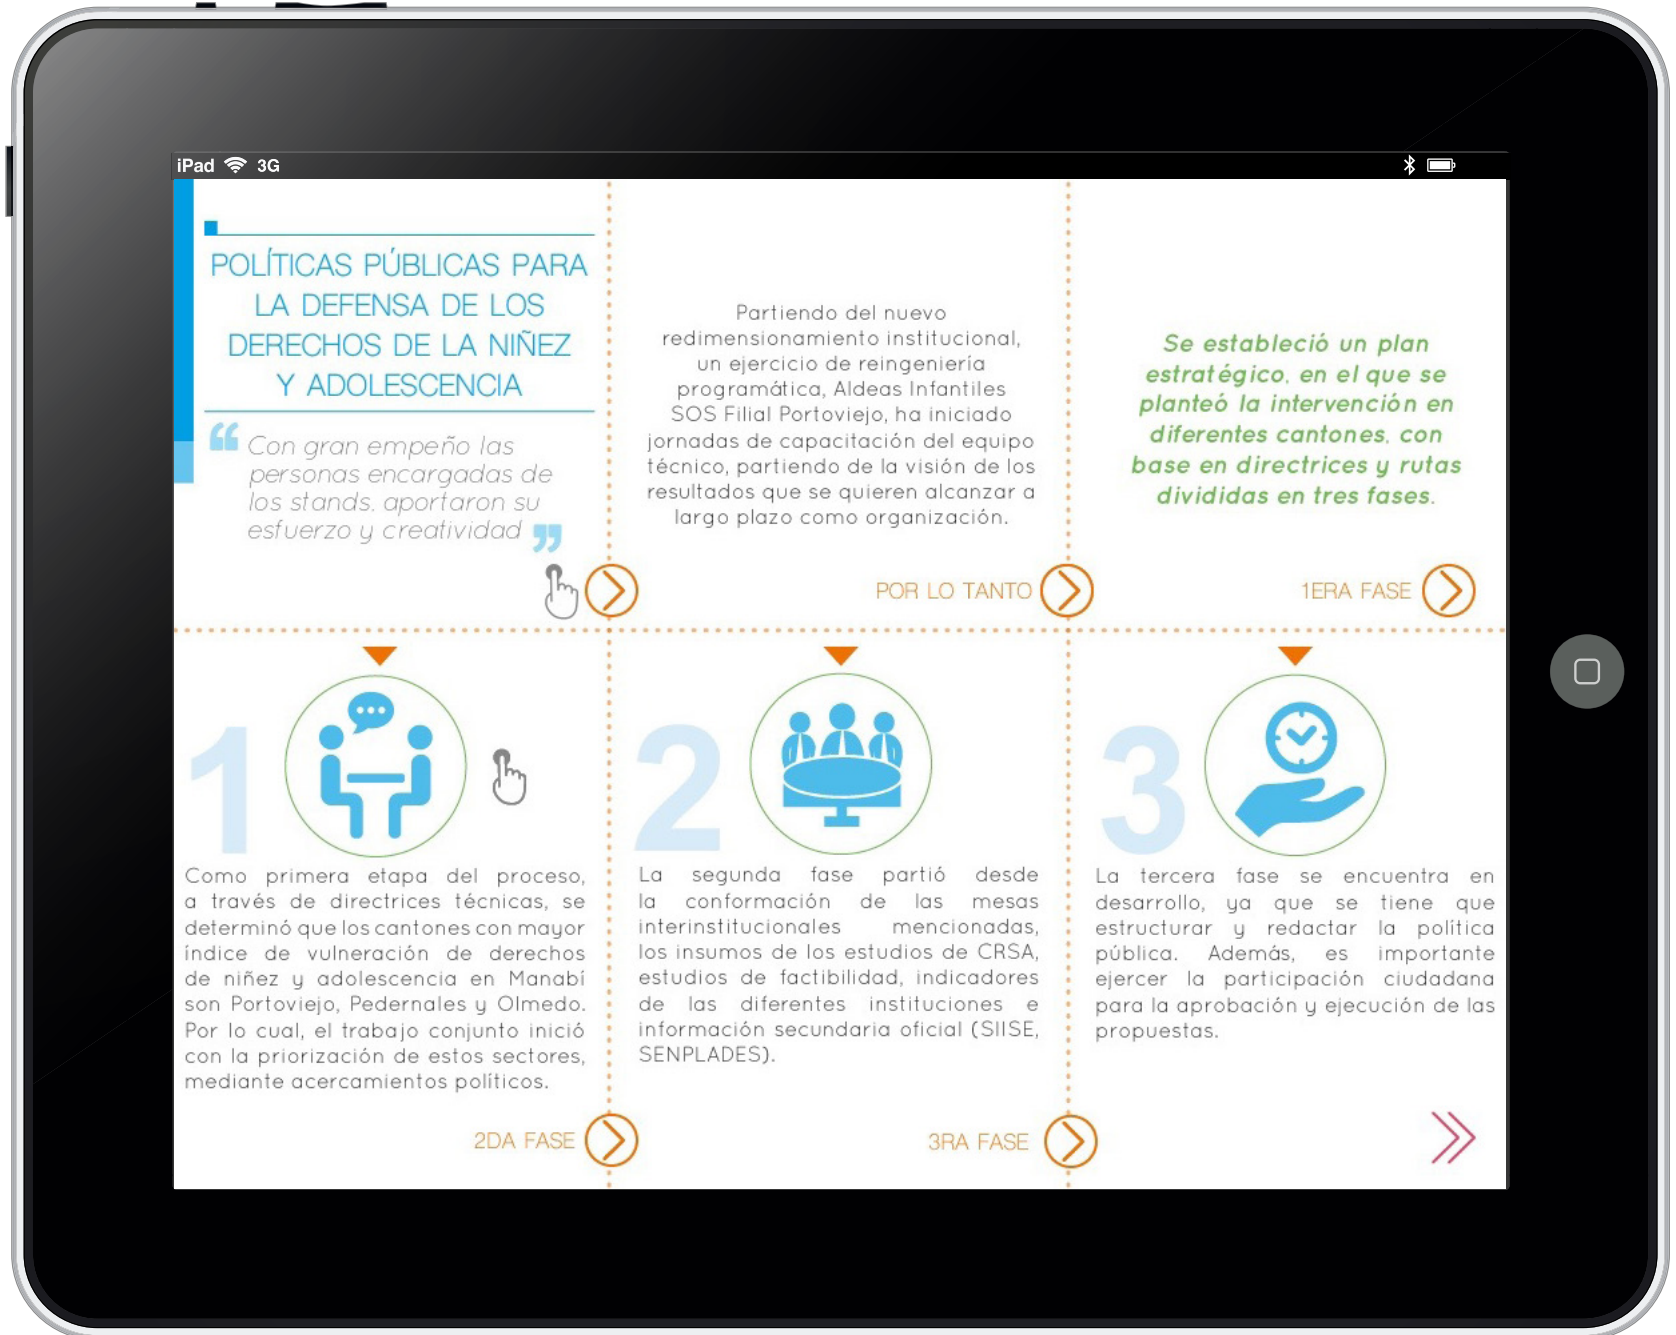 iPad 3G
POLÍTICAS PÚBLICAS PARA
LA DEFENSA DE LOS
DERECHOS DE LA NIÑEZ
Y ADOLESCENCIA
“ Con gran empeño las
personas encargadas de
los stands, aportaron su
esfuerzo y creatividad ”
Partiendo del nuevo
redimensionamiento institucional,
un ejercicio de reingeniería
programática, Aldeas Infantiles
SOS Filial Portoviejo, ha iniciado
jornadas de capacitación del equipo
técnico, partiendo de la visión de los
resultados que se quieren alcanzar a
largo plazo como organización.
POR LO TANTO
Se estableció un plan
estratégico, en el que se
planteó la intervención en
diferentes cantones, con
base en directrices y rutas
divididas en tres fases.
1ERA FASE
1
Como primera etapa del proceso,
a través de directrices técnicas, se
determinó que los cantones con mayor
índice de vulneración de derechos
de niñez y adolescencia en Manabí
son Portoviejo, Pedernales y Olmedo.
Por lo cual, el trabajo conjunto inició
con la priorización de estos sectores,
mediante acercamientos políticos.
2DA FASE
2
La segunda fase partió desde
la conformación de las mesas
interinstitucionales mencionadas,
los insumos de los estudios de CRSA,
estudios de factibilidad, indicadores
de las diferentes instituciones e
información secundaria oficial (SIISE,
SENPLADES).
3RA FASE
3
La tercera fase se encuentra en
desarrollo, ya que se tiene que
estructurar y redactar la política
pública. Además, es importante
ejercer la participación ciudadana
para la aprobación y ejecución de las
propuestas.